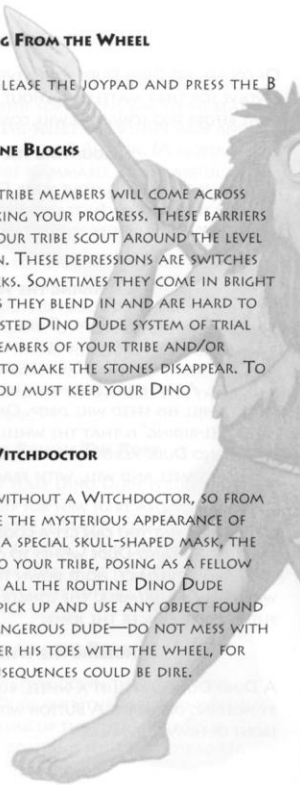 G FROM THE WHEEL
LEASE THE JOYPAD AND PRESS THE B
NE BLOCKS
TRIBE MEMBERS WILL COME ACROSS
KING YOUR PROGRESS. THESE BARRIERS
OUR TRIBE SCOUT AROUND THE LEVEL
N. THESE DEPRESSIONS ARE SWITCHES
KS. SOMETIMES THEY COME IN BRIGHT
S THEY BLEND IN AND ARE HARD TO
STED DINO DUDE SYSTEM OF TRIAL
EMBERS OF YOUR TRIBE AND/OR
TO MAKE THE STONES DISAPPEAR. TO
OU MUST KEEP YOUR DINO
WITCHDOCTOR
WITHOUT A WITCHDOCTOR, SO FROM
E THE MYSTERIOUS APPEARANCE OF
A SPECIAL SKULL-SHAPED MASK, THE
O YOUR TRIBE, POSING AS A FELLOW
ALL THE ROUTINE DINO DUDE
PICK UP AND USE ANY OBJECT FOUND
ANGEROUS DUDE—DO NOT MESS WITH
ER HIS TOES WITH THE WHEEL, FOR
NSEQUENCES COULD BE DIRE.